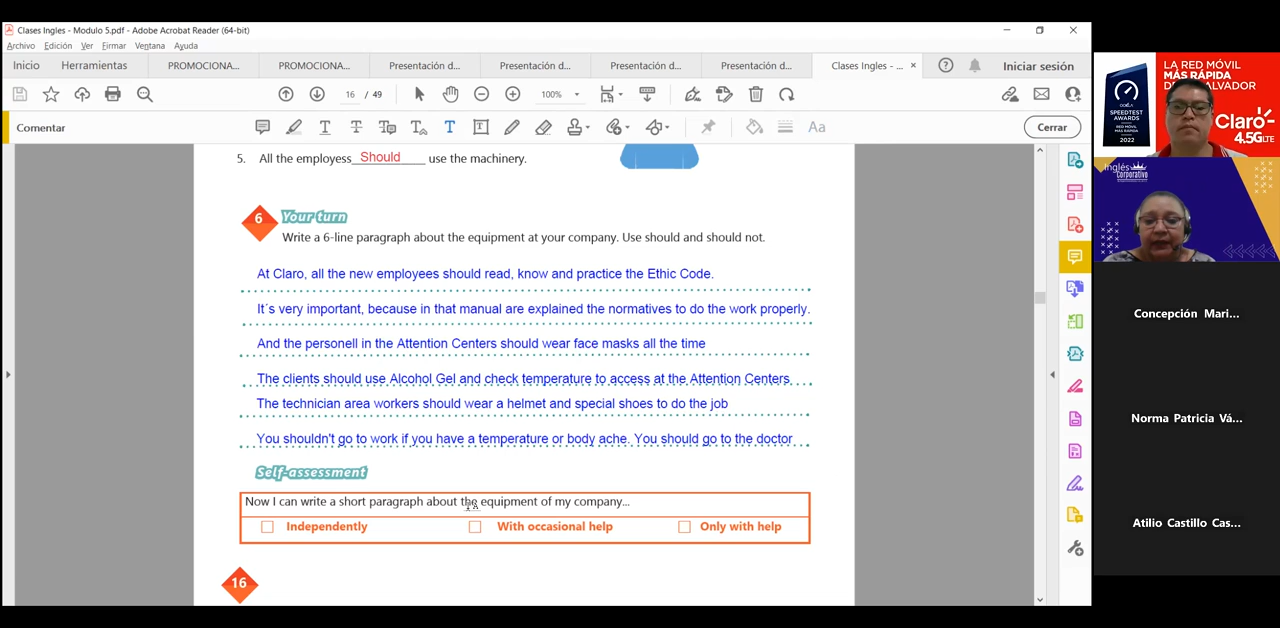 Clases Ingles - Modulo 5.pdf - Adobe Acrobat Reader (64-bit)
Archivo Edición Ver Firmar Ventana Ayuda
Inicio Herramientas PROMOCIONA... PROMOCIONA... Presentación d... Presentación d... Presentación d... Presentación d... Clases Ingles - ... × Iniciar sesión
16 / 49 100%
Comentar Aa Cerrar
5. All the employess Should use the machinery.
6 Your turn
Write a 6-line paragraph about the equipment at your company. Use should and should not.
At Claro, all the new employees should read, know and practice the Ethic Code.
It´s very important, because in that manual are explained the normatives to do the work properly.
And the personell in the Attention Centers should wear face masks all the time
The clients should use Alcohol Gel and check temperature to access at the Attention Centers
The technician area workers should wear a helmet and special shoes to do the job
You shouldn't go to work if you have a temperature or body ache. You should go to the doctor
Self-assessment
Now I can write a short paragraph about the equipment of my company...
Independently With occasional help Only with help
16
LA RED MÓVIL
MÁS RÁPIDA
SPEEDTEST
AWARDS
2022
Claro
4.5G LTE
Inglés
Corporativo
Concepción Mari...
Norma Patricia Vá...
Atilio Castillo Cas...